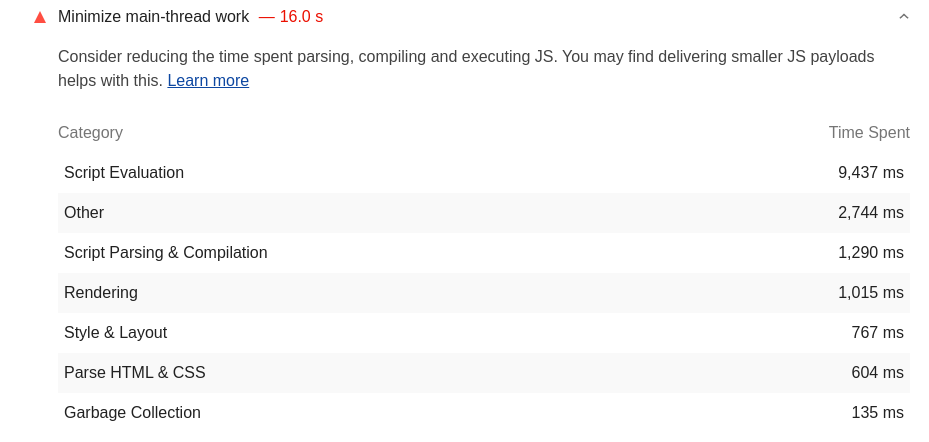 Minimize main-thread work — 16.0 s
Consider reducing the time spent parsing, compiling and executing JS. You may find delivering smaller JS payloads
helps with this. Learn more
Category Time Spent
Script Evaluation 9,437 ms
Other 2,744 ms
Script Parsing & Compilation 1,290 ms
Rendering 1,015 ms
Style & Layout 767 ms
Parse HTML & CSS 604 ms
Garbage Collection 135 ms